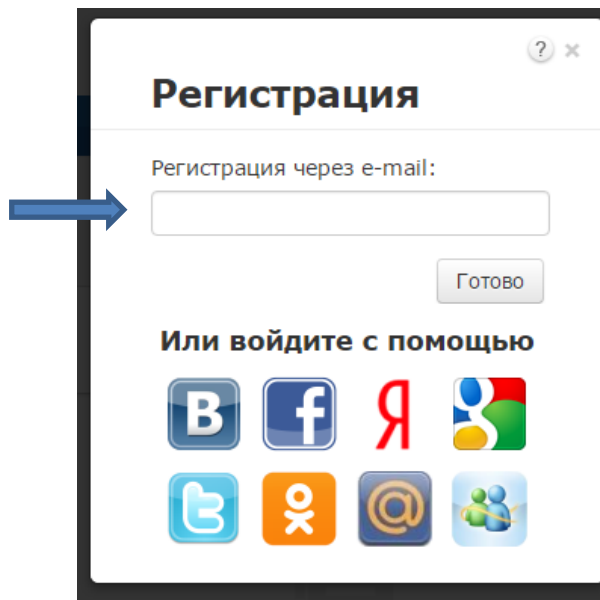 ?
Регистрация
Регистрация через e-mail:
Готово
Или войдите с помощью
В f Я g
t @